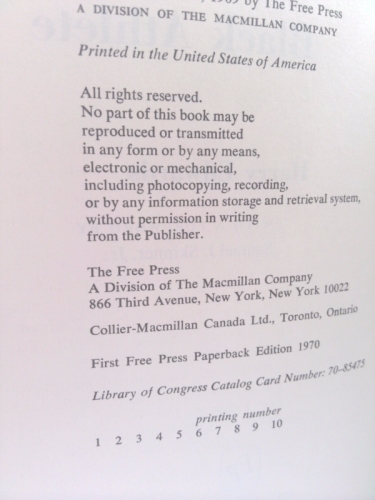 by The Free Press
A DIVISION OF THE MACMILLAN COMPANY
Printed in the United States of America
All rights reserved.
No part of this book may be
reproduced or transmitted
in any form or by any means,
electronic or mechanical,
including photocopying, recording,
or by any information storage and retrieval system,
without permission in writing
from the Publisher.
The Free Press
A Division of The Macmillan Company
866 Third Avenue, New York, New York 10022
Collier-Macmillan Canada Ltd., Toronto, Ontario
First Free Press Paperback Edition 1970
Library of Congress Catalog Card Number: 70-85475
printing number
1 2 3 4 5 6 7 8 9 10